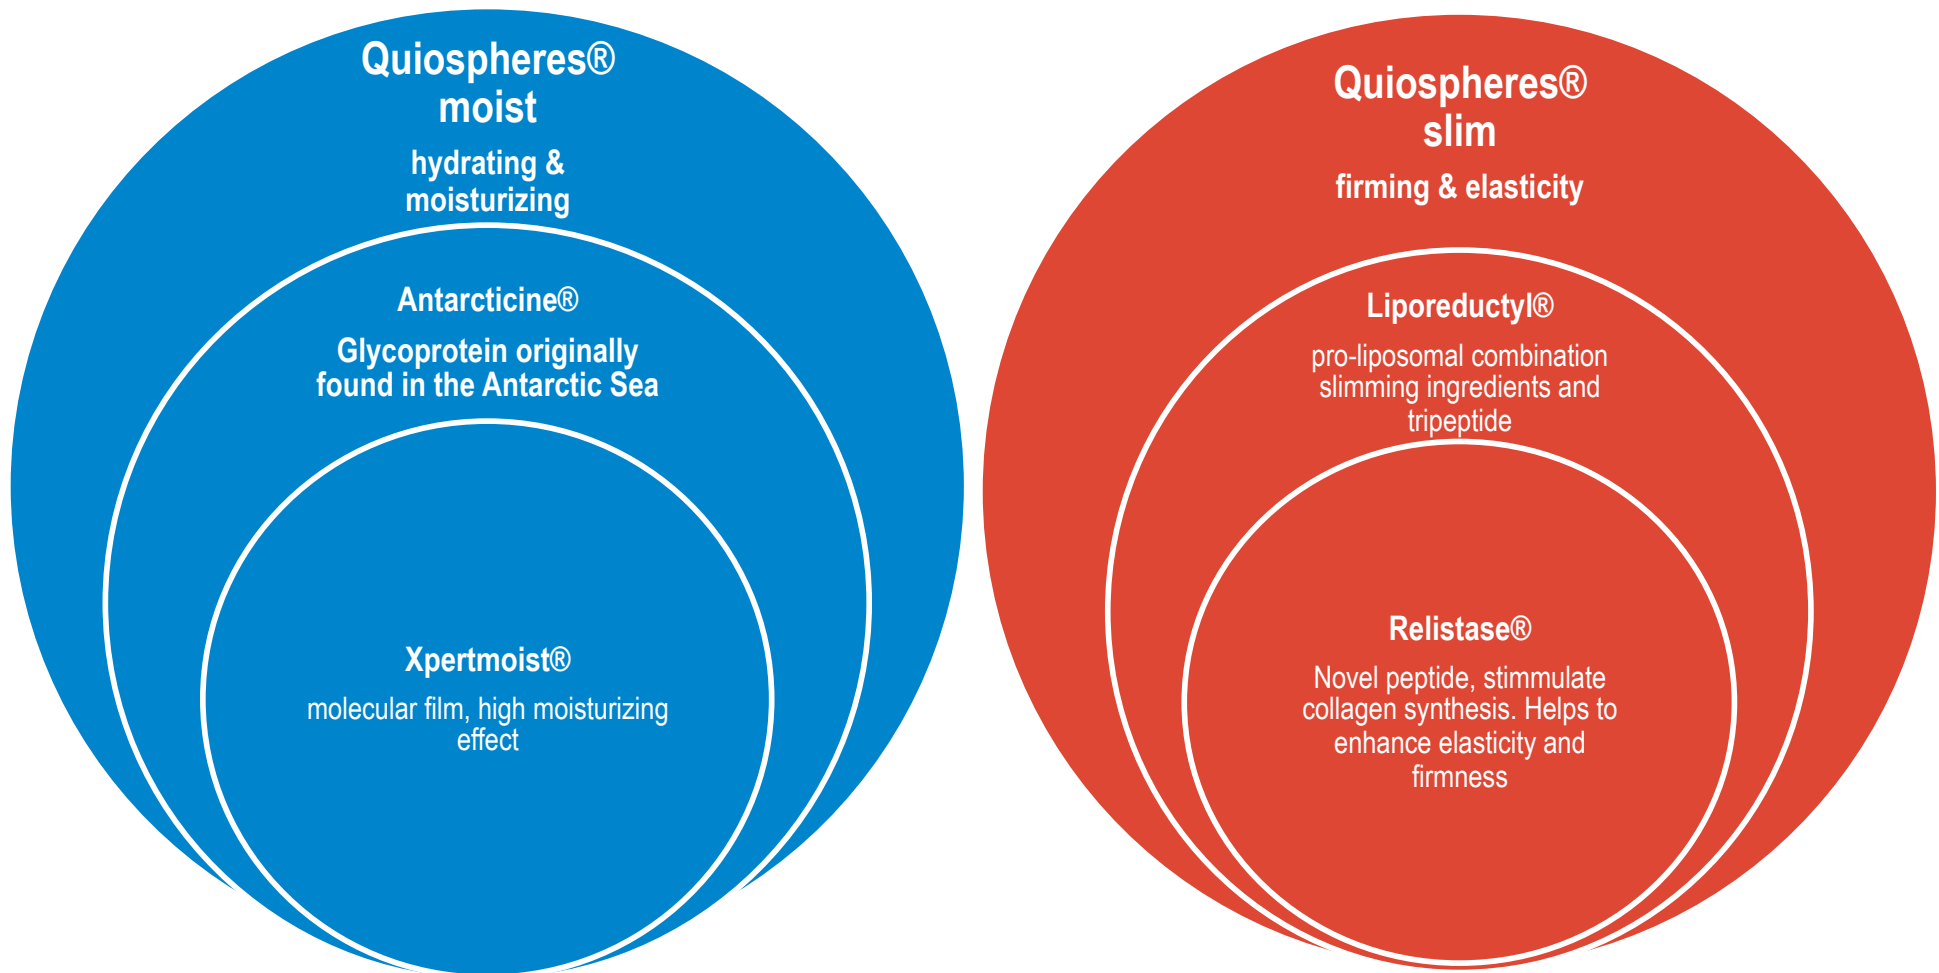 Quiospheres®
moist
hydrating &
moisturizing
Antarcticine®
Glycoprotein originally
found in the Antarctic Sea
Xpertmoist®
molecular film, high moisturizing
effect
Quiospheres®
slim
firming & elasticity
Liporeductyl®
pro-liposomal combination
slimming ingredients and
tripeptide
Relistase®
Novel peptide, stimmulate
collagen synthesis. Helps to
enhance elasticity and
firmness